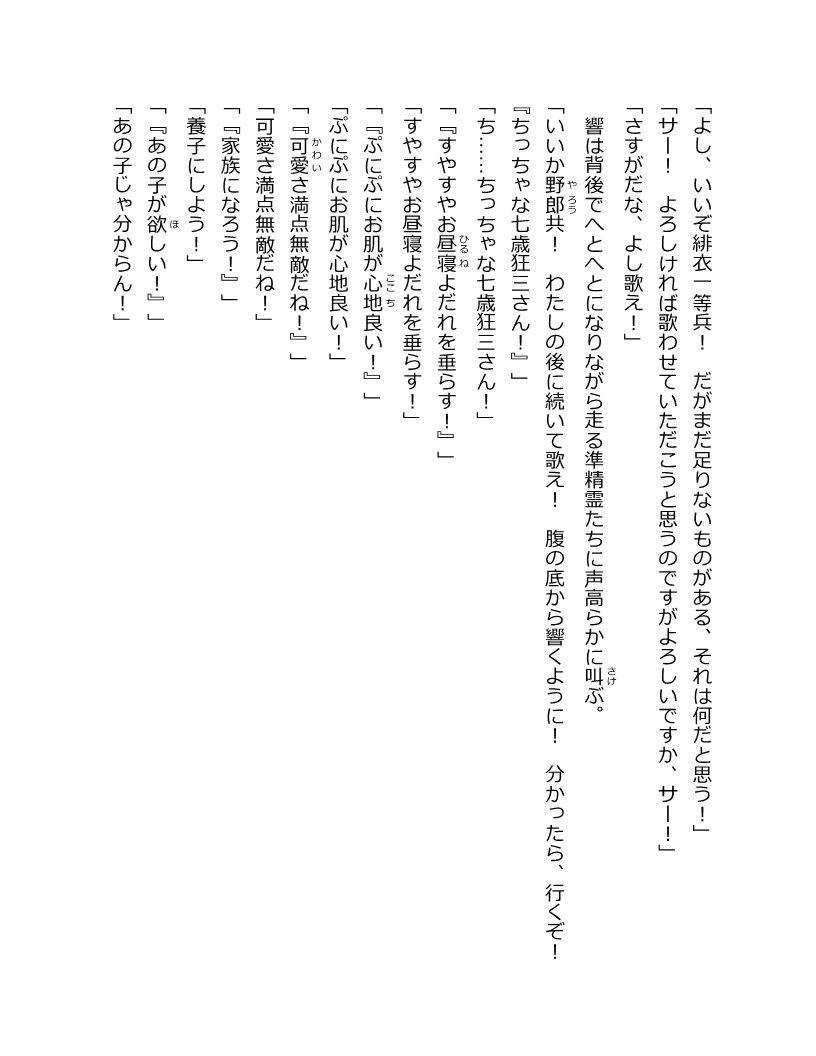 「よし、いいぞ緋衣一等兵！　だがまだ足りないものがある、それは何だと思う！」
「サー！　よろしければ歌わせていただこうと思うのですがよろしいですか、サー！」
「さすがだな、よし歌え！」
　響は背後でへとへとになりながら走る準精霊たちに声高らかに叫ぶ。
「いいか野郎共！　わたしの後に続いて歌え！　腹の底から響くように！　分かったら、行くぞ！
『ちっちゃな七歳狂三さん！』」
「ち……ちっちゃな七歳狂三さん！」
「『すやすやお昼寝よだれを垂らす！』」
「すやすやお昼寝よだれを垂らす！」
「『ぷにぷにお肌が心地良い！』」
「ぷにぷにお肌が心地良い！」
「『可愛さ満点無敵だね！』」
「可愛さ満点無敵だね！」
「『家族になろう！』」
「養子にしよう！」
「『あの子が欲しい！』」
「あの子じゃ分からん！」